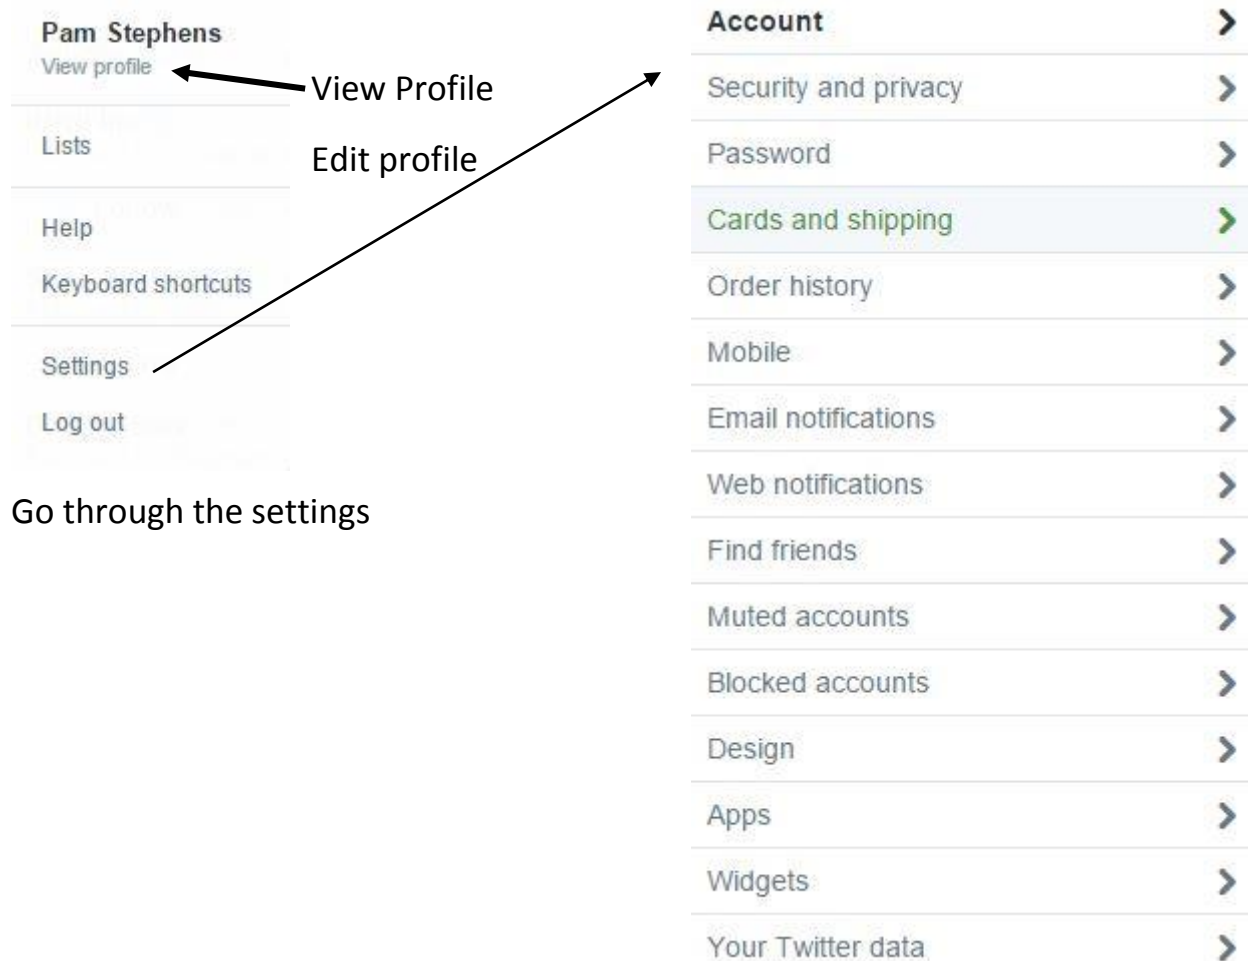 Pam Stephens
View profile
View Profile
Edit profile
Lists
Help
Keyboard shortcuts
Settings
Log out
Go through the settings
Account
Security and privacy
Password
Cards and shipping
Order history
Mobile
Email notifications
Web notifications
Find friends
Muted accounts
Blocked accounts
Design
Apps
Widgets
Your Twitter data